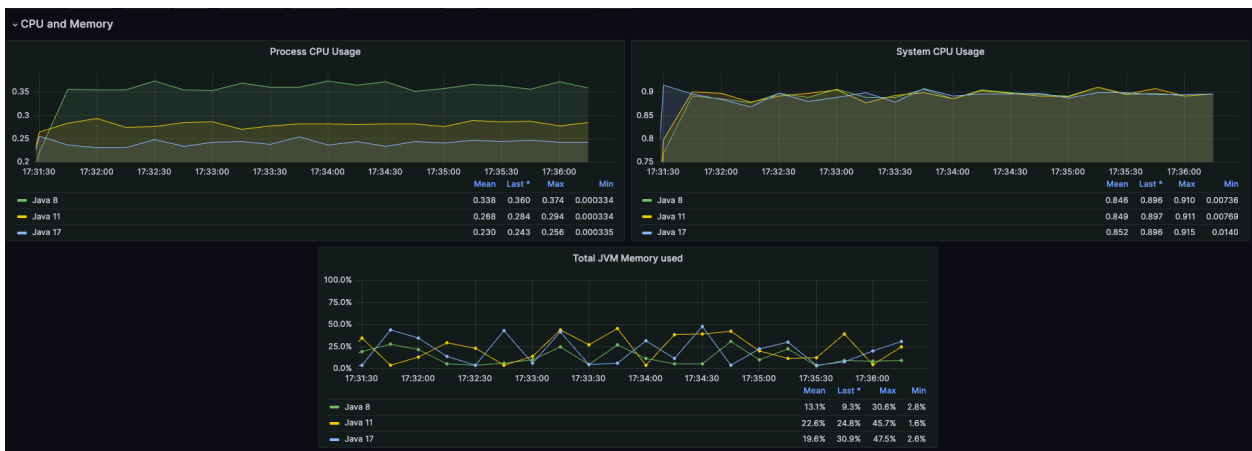 CPU and Memory
Process CPU Usage
0.35
0.3
0.25
0.2
17:31:30 17:32:00 17:32:30 17:33:00 17:33:30 17:34:00 17:34:30 17:35:00 17:35:30 17:36:00
Mean Last * Max Min
Java 8 0.338 0.360 0.374 0.000334
Java 11 0.268 0.284 0.294 0.000334
Java 17 0.230 0.243 0.256 0.000335
System CPU Usage
0.9
0.85
0.8
0.75
17:31:30 17:32:00 17:32:30 17:33:00 17:33:30 17:34:00 17:34:30 17:35:00 17:35:30 17:36:00
Mean Last * Max Min
Java 8 0.846 0.896 0.910 0.00736
Java 11 0.849 0.897 0.911 0.00769
Java 17 0.852 0.896 0.915 0.0140
Total JVM Memory used
100.0%
75.0%
50.0%
25.0%
0.0%
17:31:30 17:32:00 17:32:30 17:33:00 17:33:30 17:34:00 17:34:30 17:35:00 17:35:30 17:36:00
Mean Last * Max Min
Java 8 13.1% 9.3% 30.6% 2.8%
Java 11 22.6% 24.8% 45.7% 1.6%
Java 17 19.6% 30.9% 47.5% 2.6%